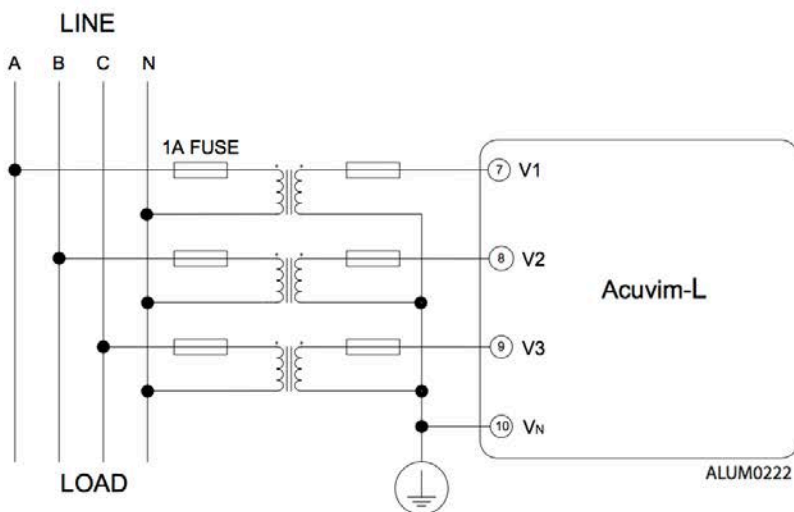 LINE
A B C N
1A FUSE
7 V1
8 V2
Acuvim-L
9 V3
10 VN
ALUM0222
LOAD